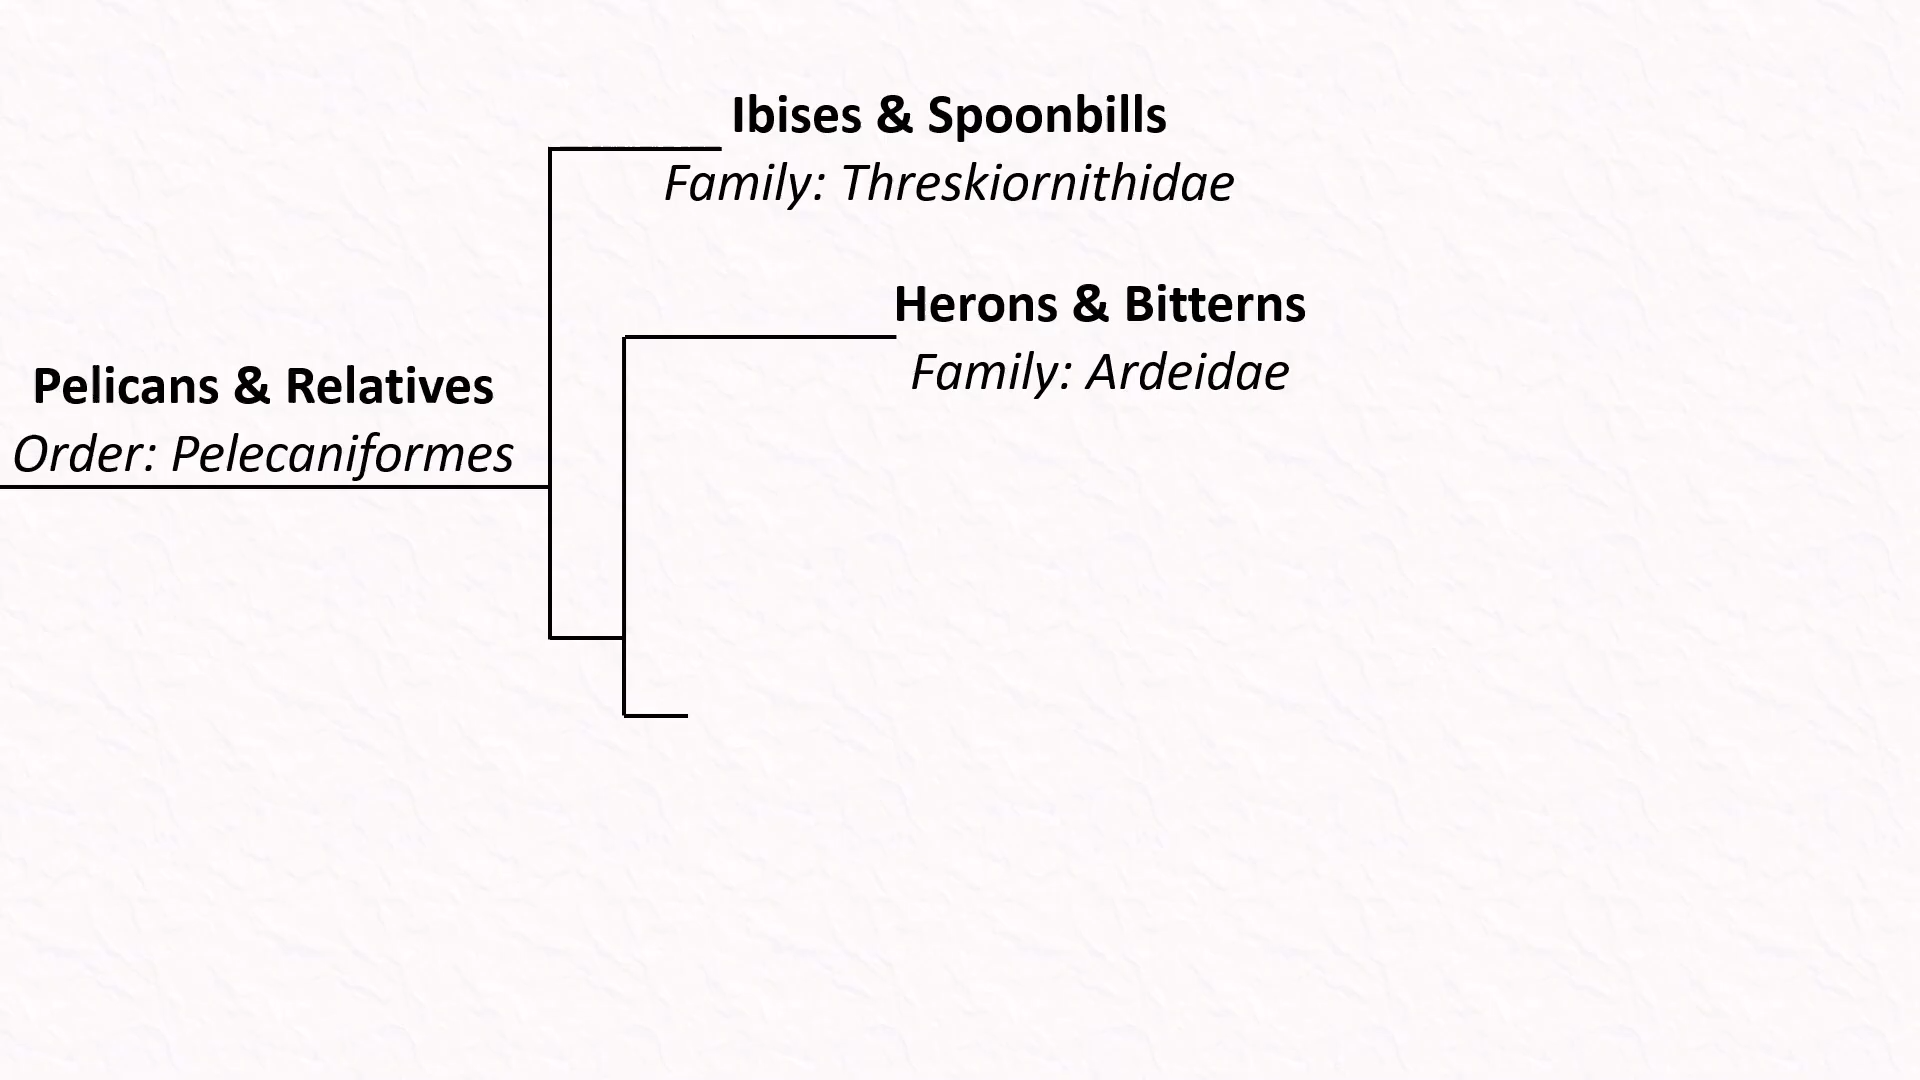 Ibises & Spoonbills
Family: Threskiornithidae
Herons & Bitterns
Family: Ardeidae
Pelicans & Relatives
Order: Pelecaniformes